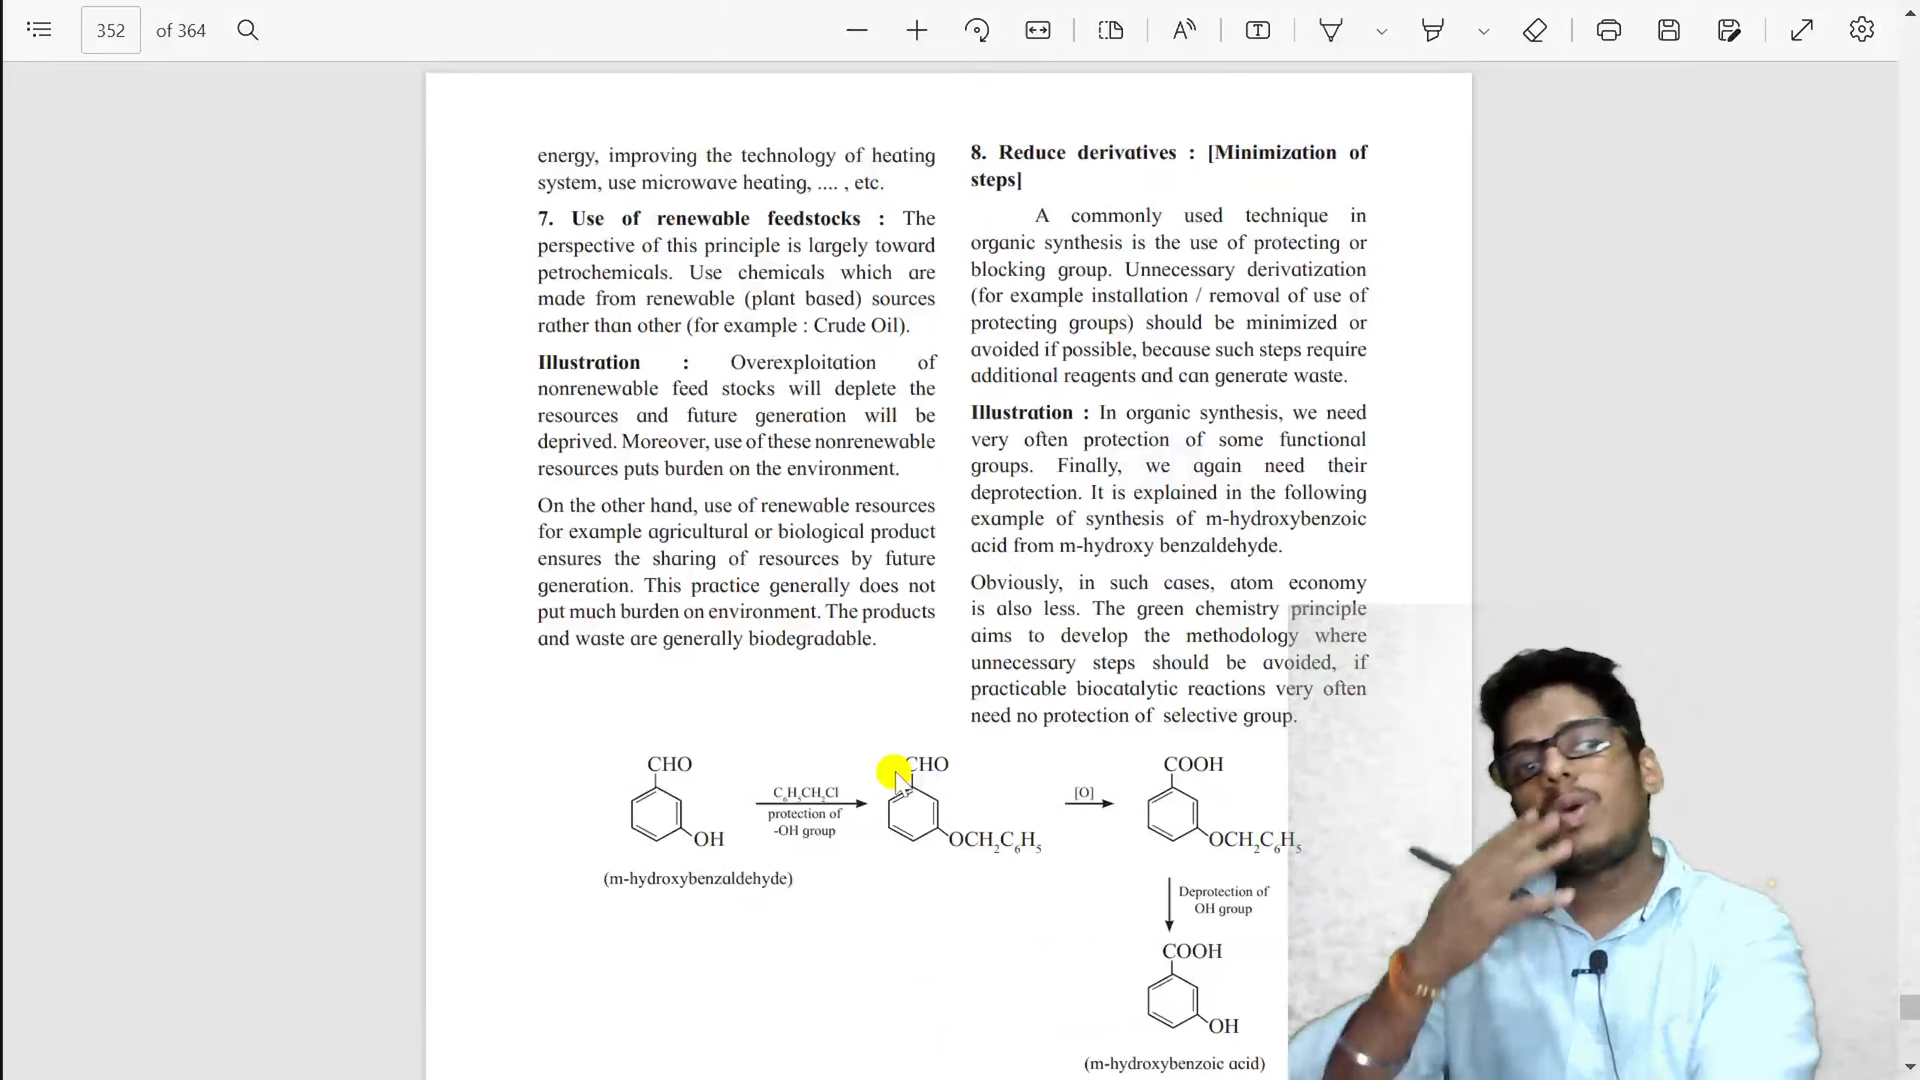 352 of 364
energy, improving the technology of heating
system, use microwave heating, .... , etc.
7. Use of renewable feedstocks : The
perspective of this principle is largely toward
petrochemicals. Use chemicals which are
made from renewable (plant based) sources
rather than other (for example : Crude Oil).
Illustration : Overexploitation of
nonrenewable feed stocks will deplete the
resources and future generation will be
deprived. Moreover, use of these nonrenewable
resources puts burden on the environment.
On the other hand, use of renewable resources
for example agricultural or biological product
ensures the sharing of resources by future
generation. This practice generally does not
put much burden on environment. The products
and waste are generally biodegradable.
8. Reduce derivatives : [Minimization of
steps]
A commonly used technique in
organic synthesis is the use of protecting or
blocking group. Unnecessary derivatization
(for example installation / removal of use of
protecting groups) should be minimized or
avoided if possible, because such steps require
additional reagents and can generate waste.
Illustration : In organic synthesis, we need
very often protection of some functional
groups. Finally, we again need their
deprotection. It is explained in the following
example of synthesis of m-hydroxybenzoic
acid from m-hydroxy benzaldehyde.
Obviously, in such cases, atom economy
is also less. The green chemistry principle
aims to develop the methodology where
unnecessary steps should be avoided, if
practicable biocatalytic reactions very often
need no protection of selective group.
CHO
OH
(m-hydroxybenzaldehyde)
C₆H₅CH₂Cl
protection of
-OH group
CHO
OCH₂C₆H₅
[O]
COOH
OCH₂C₆H₅
Deprotection of
OH group
COOH
OH
(m-hydroxybenzoic acid)